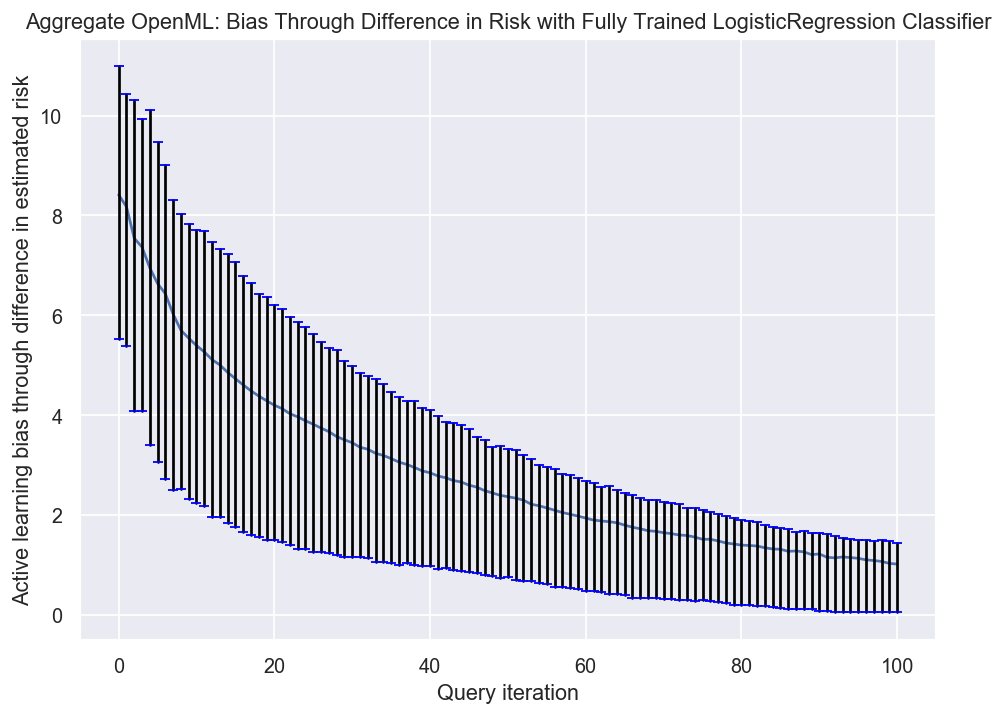 Aggregate OpenML: Bias Through Difference in Risk with Fully Trained LogisticRegression Classifier
Active learning bias through difference in estimated risk
10
8
6
4
2
0
0 20 40 60 80 100
Query iteration